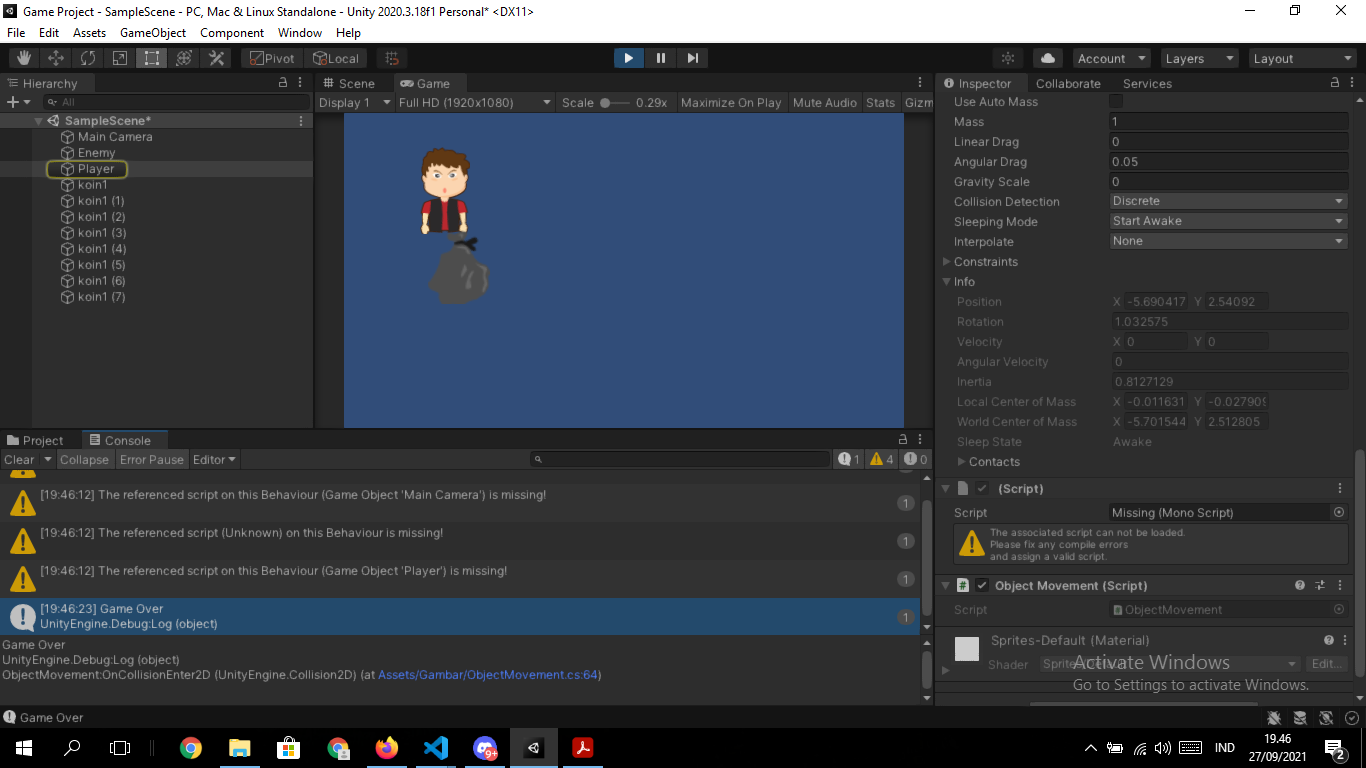 Game Project - SampleScene - PC, Mac & Linux Standalone - Unity 2020.3.18f1 Personal* <DX11>
File Edit Assets GameObject Component Window Help
Pivot Local Account Layers Layout
Hierarchy
All
SampleScene*
Main Camera
Enemy
Player
koin1
koin1 (1)
koin1 (2)
koin1 (3)
koin1 (4)
koin1 (5)
koin1 (6)
koin1 (7)
Scene Game
Display 1 Full HD (1920x1080) Scale 0.29x Maximize On Play Mute Audio Stats Gizm
Inspector Collaborate Services
Use Auto Mass
Mass 1
Linear Drag 0
Angular Drag 0.05
Gravity Scale 0
Collision Detection Discrete
Sleeping Mode Start Awake
Interpolate None
Constraints
Info
Position X -5.690417 Y 2.54092
Rotation 1.032575
Velocity X 0 Y 0
Angular Velocity 0
Inertia 0.8127129
Local Center of Mass X -0.011631 Y -0.027909
World Center of Mass X -5.701544 Y 2.512805
Sleep State Awake
Contacts
(Script)
Script Missing (Mono Script)
The associated script can not be loaded.
Please fix any compile errors
and assign a valid script.
# Object Movement (Script)
Script ObjectMovement
Sprites-Default (Material)
Shader Edit...
Activate Windows
Go to Settings to activate Windows.
Project Console
Clear Collapse Error Pause Editor 1 4 0
[19:46:12] The referenced script on this Behaviour (Game Object 'Main Camera') is missing! 1
[19:46:12] The referenced script (Unknown) on this Behaviour is missing! 1
[19:46:12] The referenced script on this Behaviour (Game Object 'Player') is missing! 1
[19:46:23] Game Over
UnityEngine.Debug:Log (object) 1
Game Over
UnityEngine.Debug:Log (object)
ObjectMovement:OnCollisionEnter2D (UnityEngine.Collision2D) (at Assets/Gambar/ObjectMovement.cs:64)
Game Over
9+ IND 19.46
27/09/2021 2